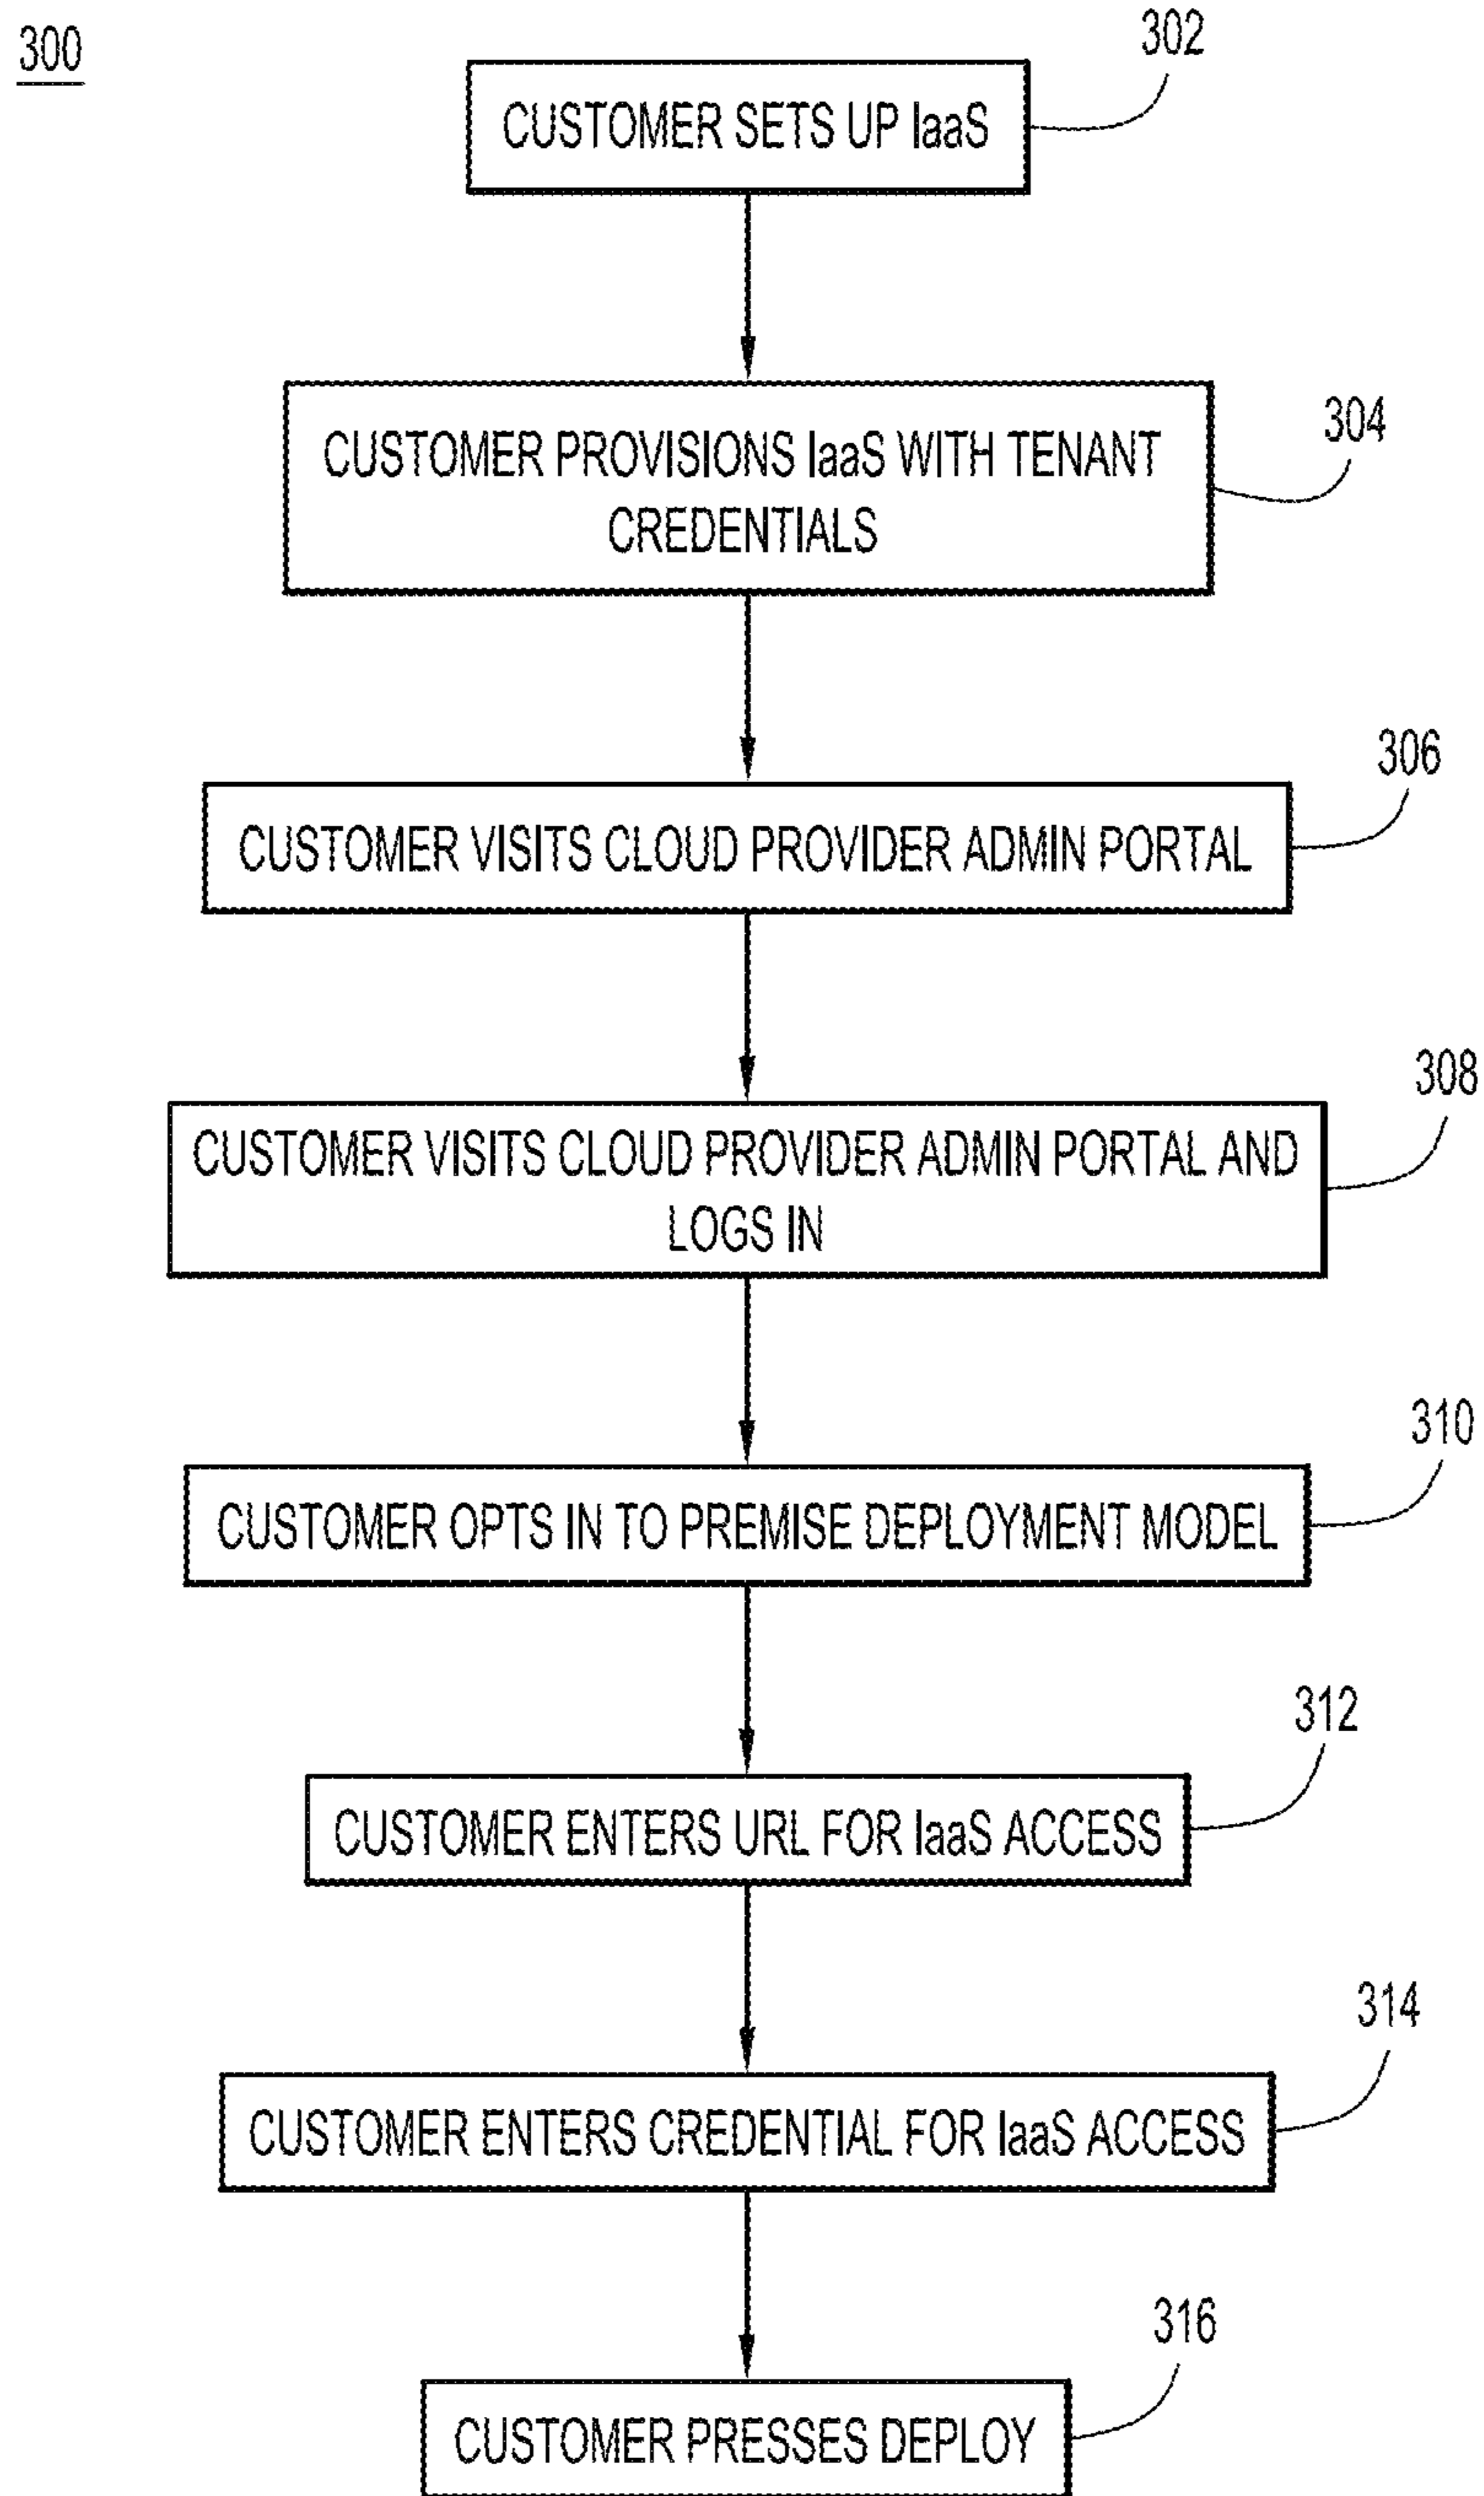 300
302
CUSTOMER SETS UP IaaS
304
CUSTOMER PROVISIONS IaaS WITH TENANT
CREDENTIALS
306
CUSTOMER VISITS CLOUD PROVIDER ADMIN PORTAL
308
CUSTOMER VISITS CLOUD PROVIDER ADMIN PORTAL AND
LOGS IN
310
CUSTOMER OPTS IN TO PREMISE DEPLOYMENT MODEL
312
CUSTOMER ENTERS URL FOR IaaS ACCESS
314
CUSTOMER ENTERS CREDENTIAL FOR IaaS ACCESS
316
CUSTOMER PRESSES DEPLOY